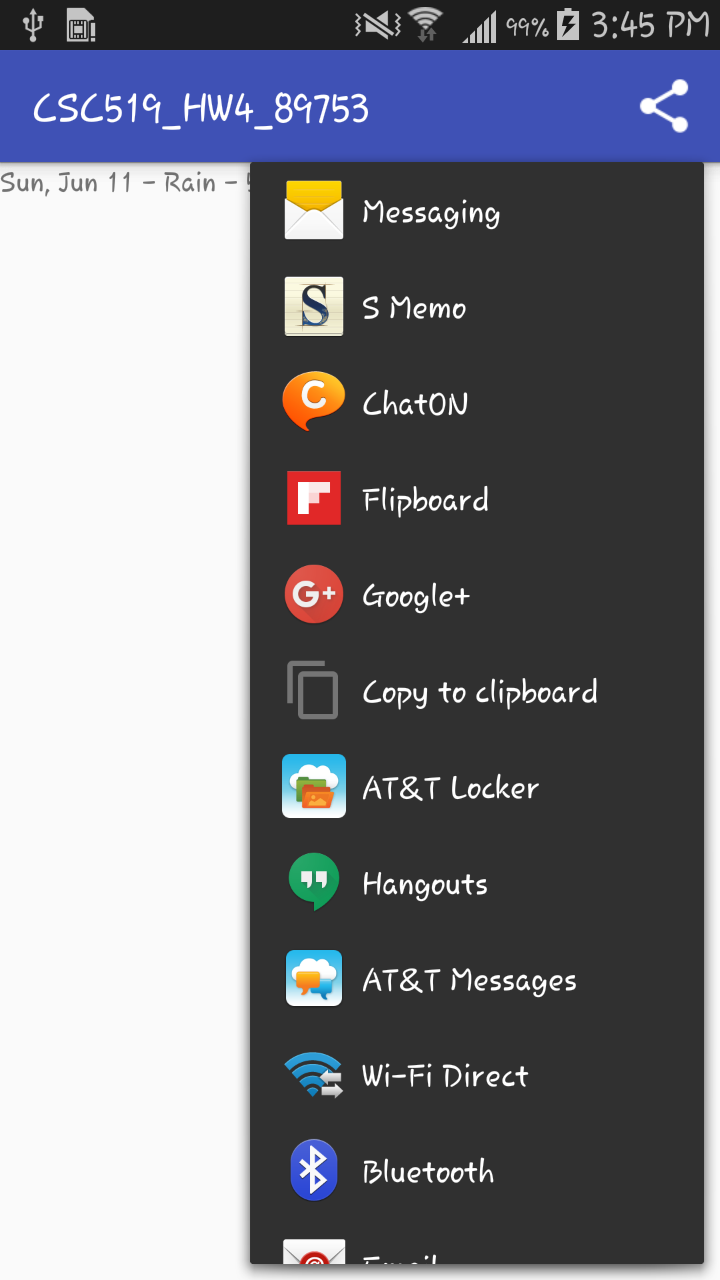 99% 3:45 PM
CSC519_HW4_89753
Sun, Jun 11 - Rain -
Messaging
S Memo
ChatON
Flipboard
Google+
Copy to clipboard
AT&T Locker
Hangouts
AT&T Messages
Wi-Fi Direct
Bluetooth
Email